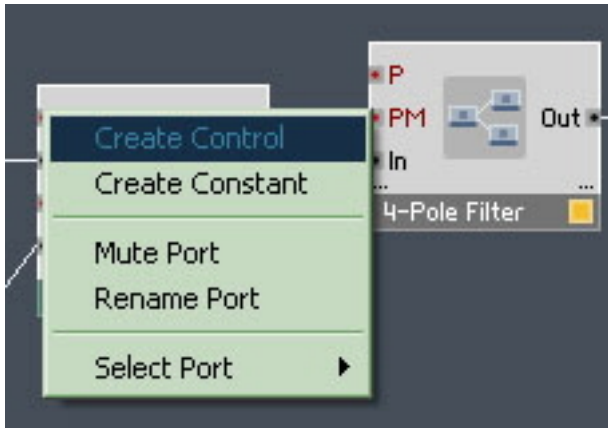 Create Control
Create Constant
Mute Port
Rename Port
Select Port
P
PM
In
Out
...
...
4-Pole Filter